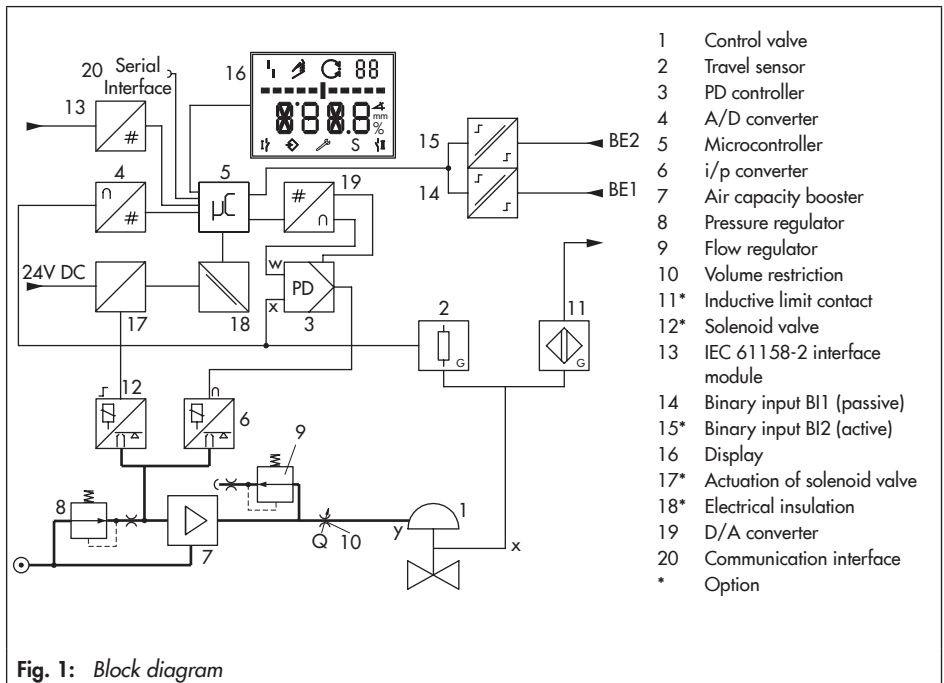 20 Serial
Interface
13
#
4
∩
#
24V DC
17
5
µC
18
16
88
8.8.8
mm
%
S
19
#
∩
w
x
PD
3
15
14
BE2
BE1
2
G
11
G
12
∩
6
8
7
9
Q
10
y
1
x
1 Control valve
2 Travel sensor
3 PD controller
4 A/D converter
5 Microcontroller
6 i/p converter
7 Air capacity booster
8 Pressure regulator
9 Flow regulator
10 Volume restriction
11* Inductive limit contact
12* Solenoid valve
13 IEC 61158-2 interface
module
14 Binary input BI1 (passive)
15* Binary input BI2 (active)
16 Display
17* Actuation of solenoid valve
18* Electrical insulation
19 D/A converter
20 Communication interface
* Option
Fig. 1: Block diagram